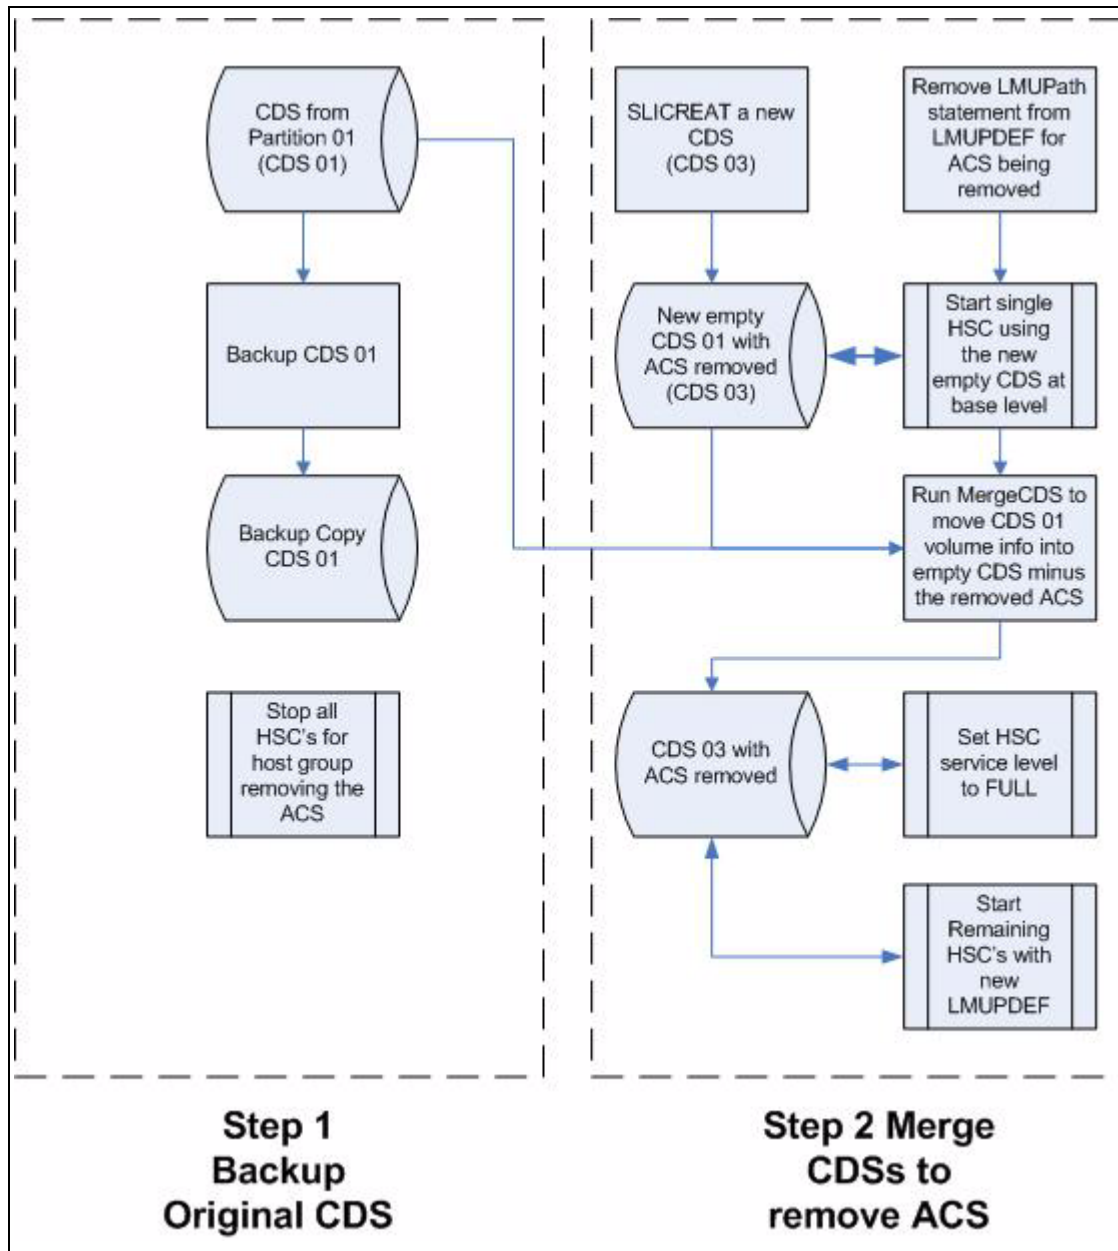 CDS from
Partition 01
(CDS 01)
Backup CDS 01
Backup Copy
CDS 01
Stop all
HSC's for
host group
removing the
ACS
SLICREAT a new
CDS
(CDS 03)
Remove LMUPath
statement from
LMUPDEF for
ACS being
removed
New empty
CDS 01 with
ACS removed
(CDS 03)
Start single
HSC using
the new
empty CDS at
base level
Run MergeCDS to
move CDS 01
volume info into
empty CDS minus
the removed ACS
CDS 03 with
ACS removed
Set HSC
service level
to FULL
Start
Remaining
HSC's with
new
LMUPDEF
Step 1
Backup
Original CDS
Step 2 Merge
CDSs to
remove ACS